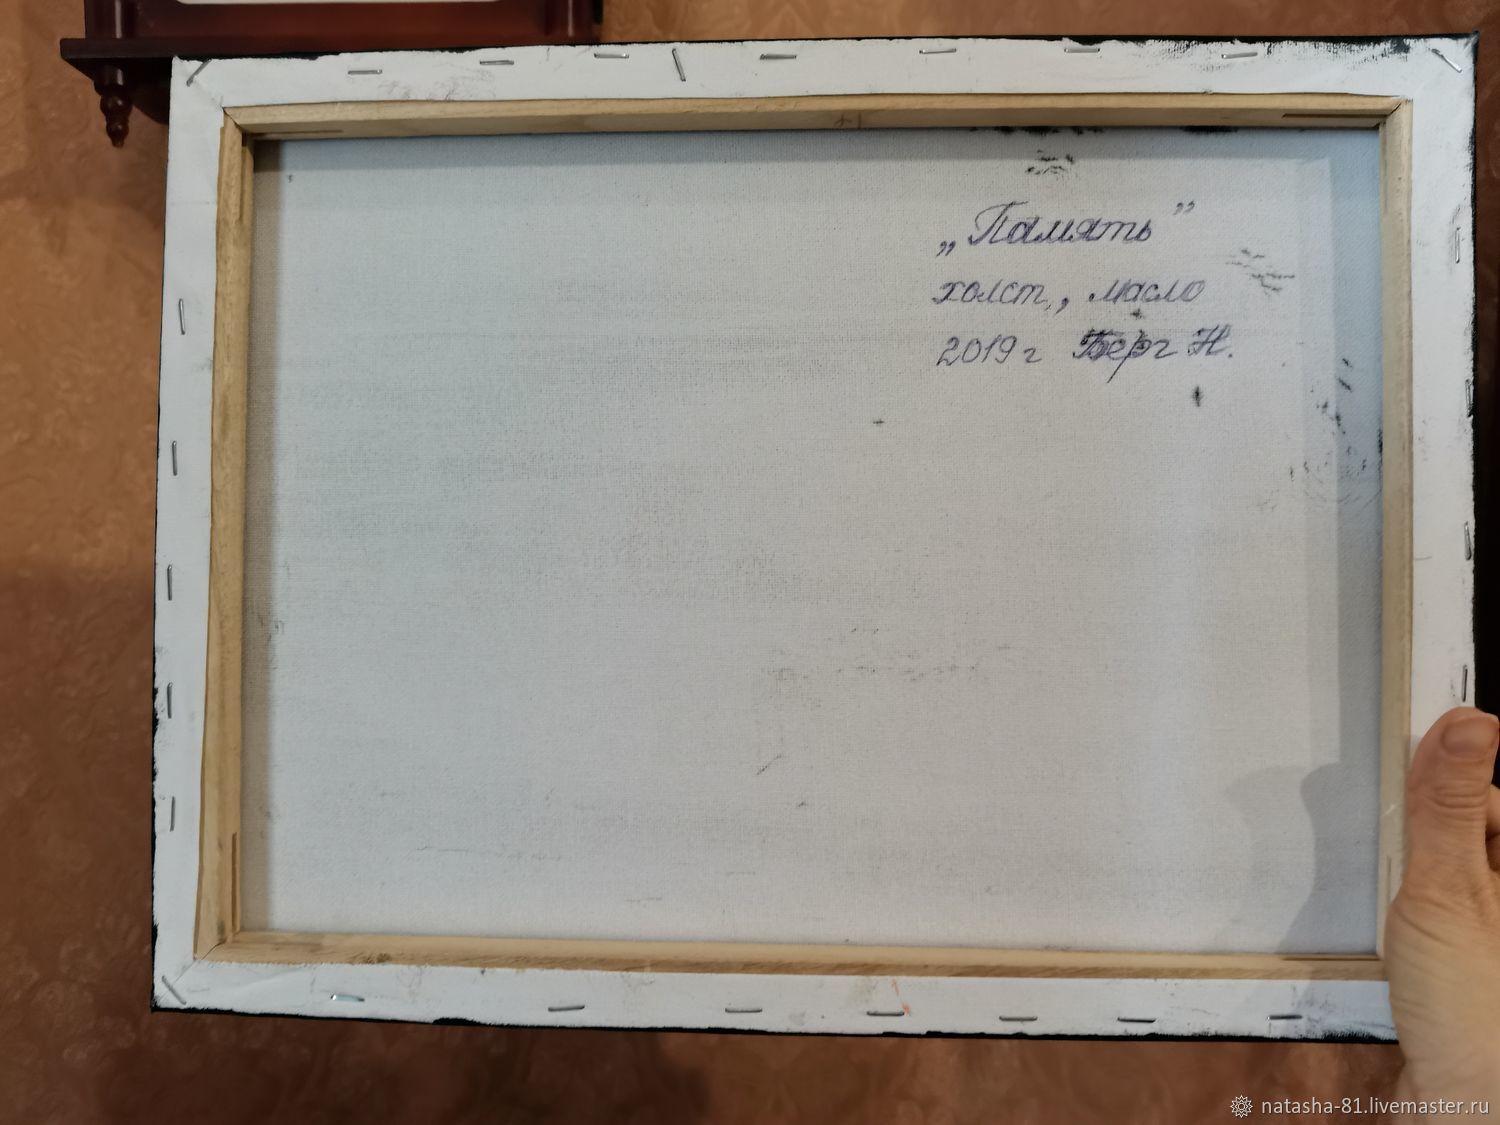 „Память”
холст, масло
2019г Берг Н.
natasha-81.livemaster.ru